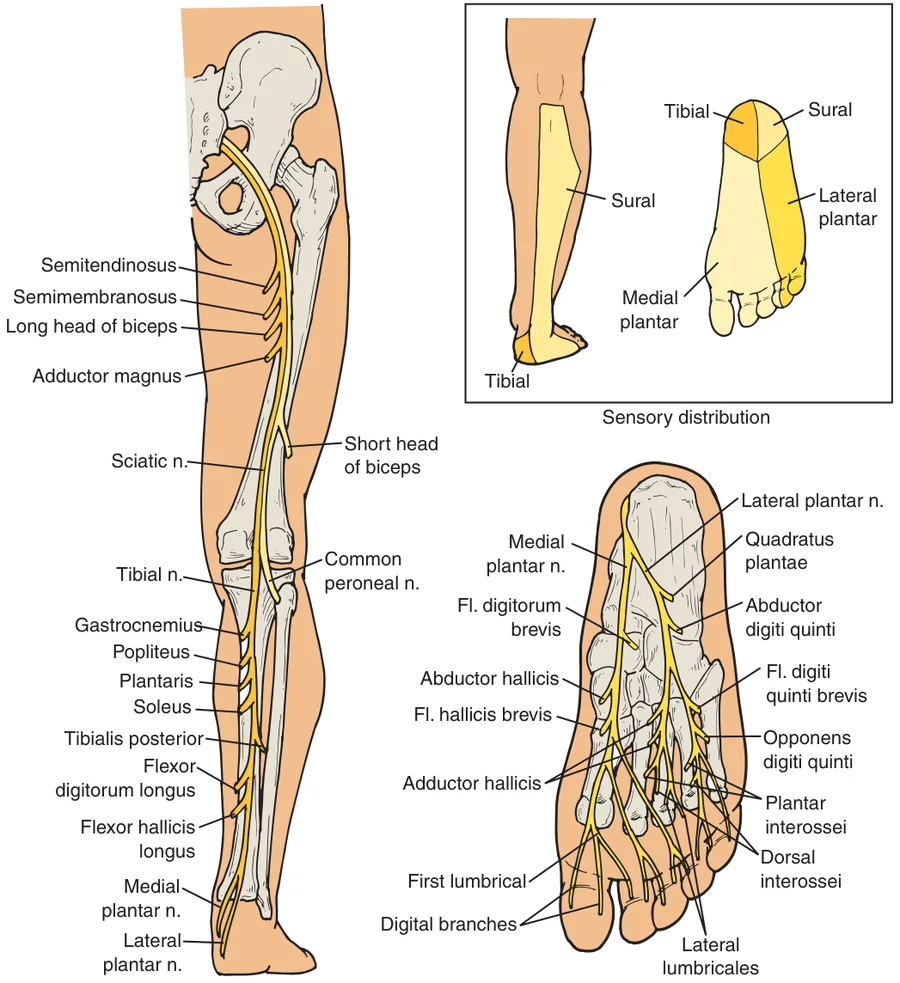 Semitendinosus
Semimembranosus
Long head of biceps
Adductor magnus
Short head
of biceps
Sciatic n.
Common
peroneal n.
Tibial n.
Gastrocnemius
Popliteus
Plantaris
Soleus
Tibialis posterior
Flexor
digitorum longus
Flexor hallicis
longus
Medial
plantar n.
Lateral
plantar n.
Tibial
Sural
Sural
Lateral
plantar
Medial
plantar
Tibial
Sensory distribution
Lateral plantar n.
Medial
plantar n.
Quadratus
plantae
Fl. digitorum
brevis
Abductor
digiti quinti
Abductor hallicis
Fl. digiti
quinti brevis
Fl. hallicis brevis
Opponens
digiti quinti
Adductor hallicis
Plantar
interossei
Dorsal
interossei
First lumbrical
Digital branches
Lateral
lumbricales